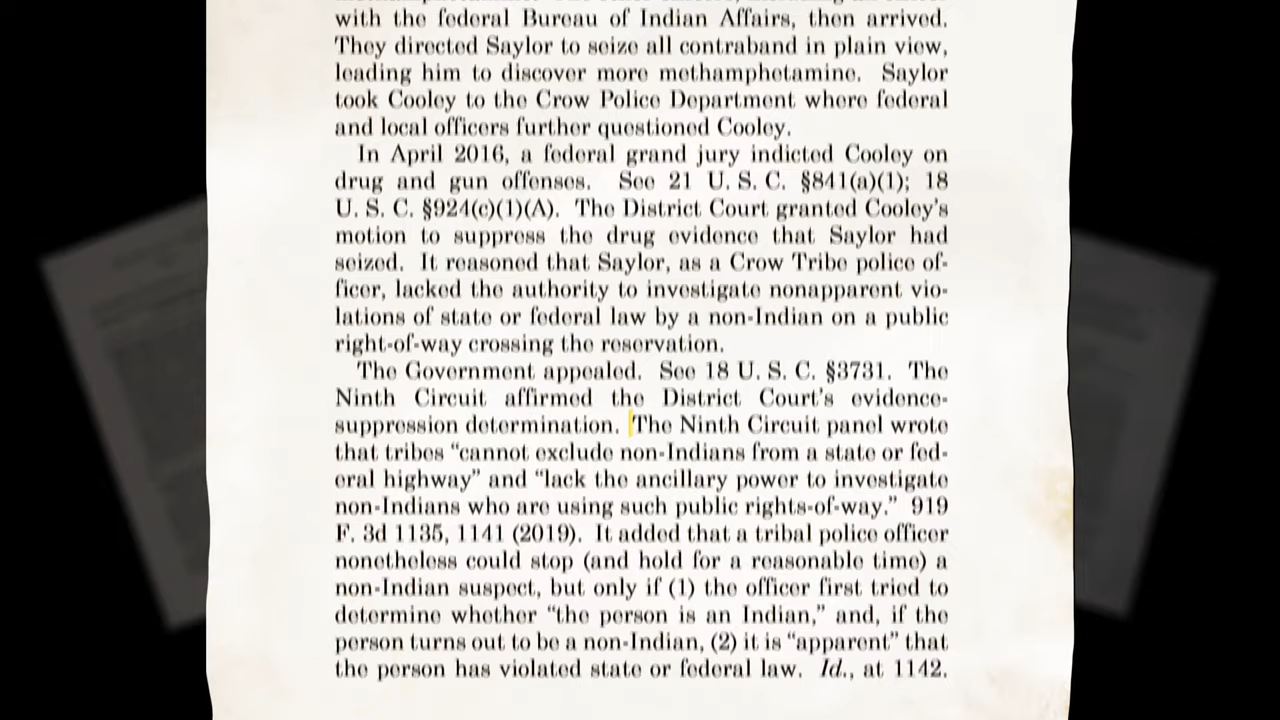 with the federal Bureau of Indian Affairs, then arrived.
They directed Saylor to seize all contraband in plain view,
leading him to discover more methamphetamine. Saylor
took Cooley to the Crow Police Department where federal
and local officers further questioned Cooley.
In April 2016, a federal grand jury indicted Cooley on
drug and gun offenses. See 21 U. S. C. §841(a)(1); 18
U. S. C. §924(c)(1)(A). The District Court granted Cooley's
motion to suppress the drug evidence that Saylor had
seized. It reasoned that Saylor, as a Crow Tribe police of-
ficer, lacked the authority to investigate nonapparent vio-
lations of state or federal law by a non-Indian on a public
right-of-way crossing the reservation.
The Government appealed. See 18 U. S. C. §3731. The
Ninth Circuit affirmed the District Court's evidence-
suppression determination. The Ninth Circuit panel wrote
that tribes “cannot exclude non-Indians from a state or fed-
eral highway” and “lack the ancillary power to investigate
non-Indians who are using such public rights-of-way.” 919
F. 3d 1135, 1141 (2019). It added that a tribal police officer
nonetheless could stop (and hold for a reasonable time) a
non-Indian suspect, but only if (1) the officer first tried to
determine whether “the person is an Indian,” and, if the
person turns out to be a non-Indian, (2) it is “apparent” that
the person has violated state or federal law. Id., at 1142.